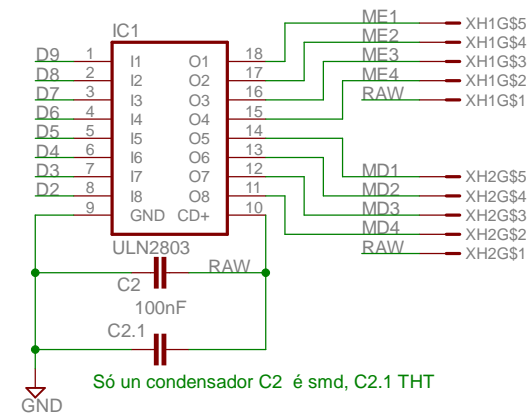 IC1
ME1 XH1G$5
ME2 XH1G$4
D9 1 I1 O1 18 ME3 XH1G$3
D8 2 I2 O2 17 ME4 XH1G$2
D7 3 I3 O3 16 RAW XH1G$1
D6 4 I4 O4 15
D5 5 I5 O5 14
D4 6 I6 O6 13
D3 7 I7 O7 12 MD1 XH2G$5
D2 8 I8 O8 11 MD2 XH2G$4
9 GND CD+ 10 MD3 XH2G$3
MD4 XH2G$2
ULN2803 RAW XH2G$1
RAW
C2
100nF
C2.1
Só un condensador C2 é smd, C2.1 THT
GND